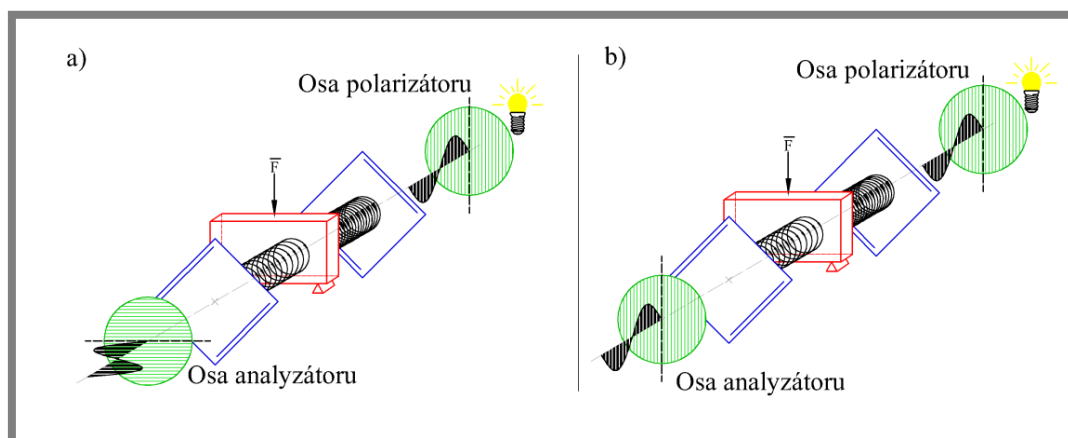 a)
Osa polarizátoru
F
Osa analyzátoru
b)
Osa polarizátoru
F
Osa analyzátoru